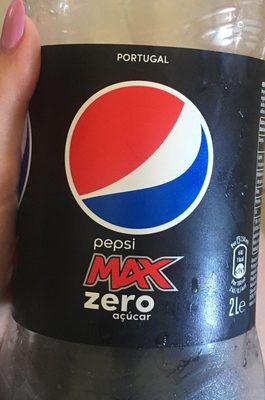 PORTUGAL
pepsi
MAX
zero
açúcar
2L e